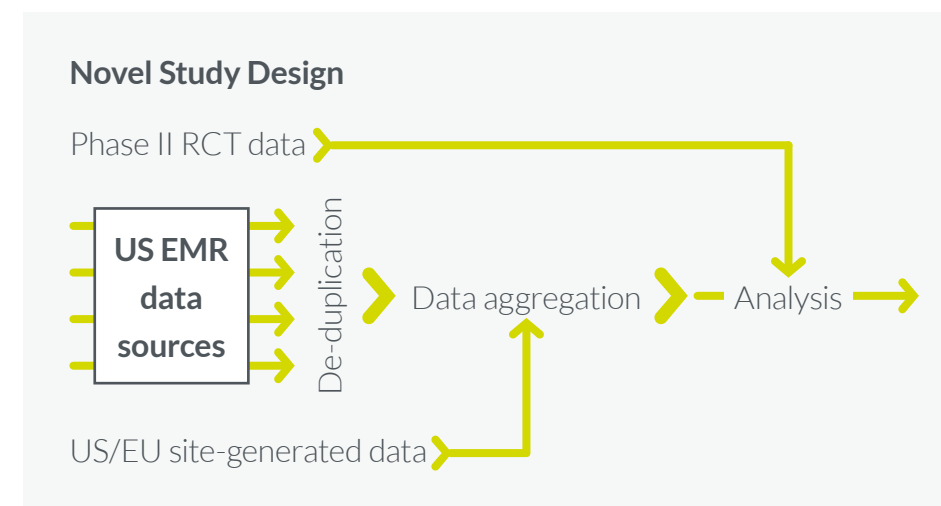 Novel Study Design
Phase II RCT data
US EMR
data
sources
De-duplication
Data aggregation
Analysis
US/EU site-generated data